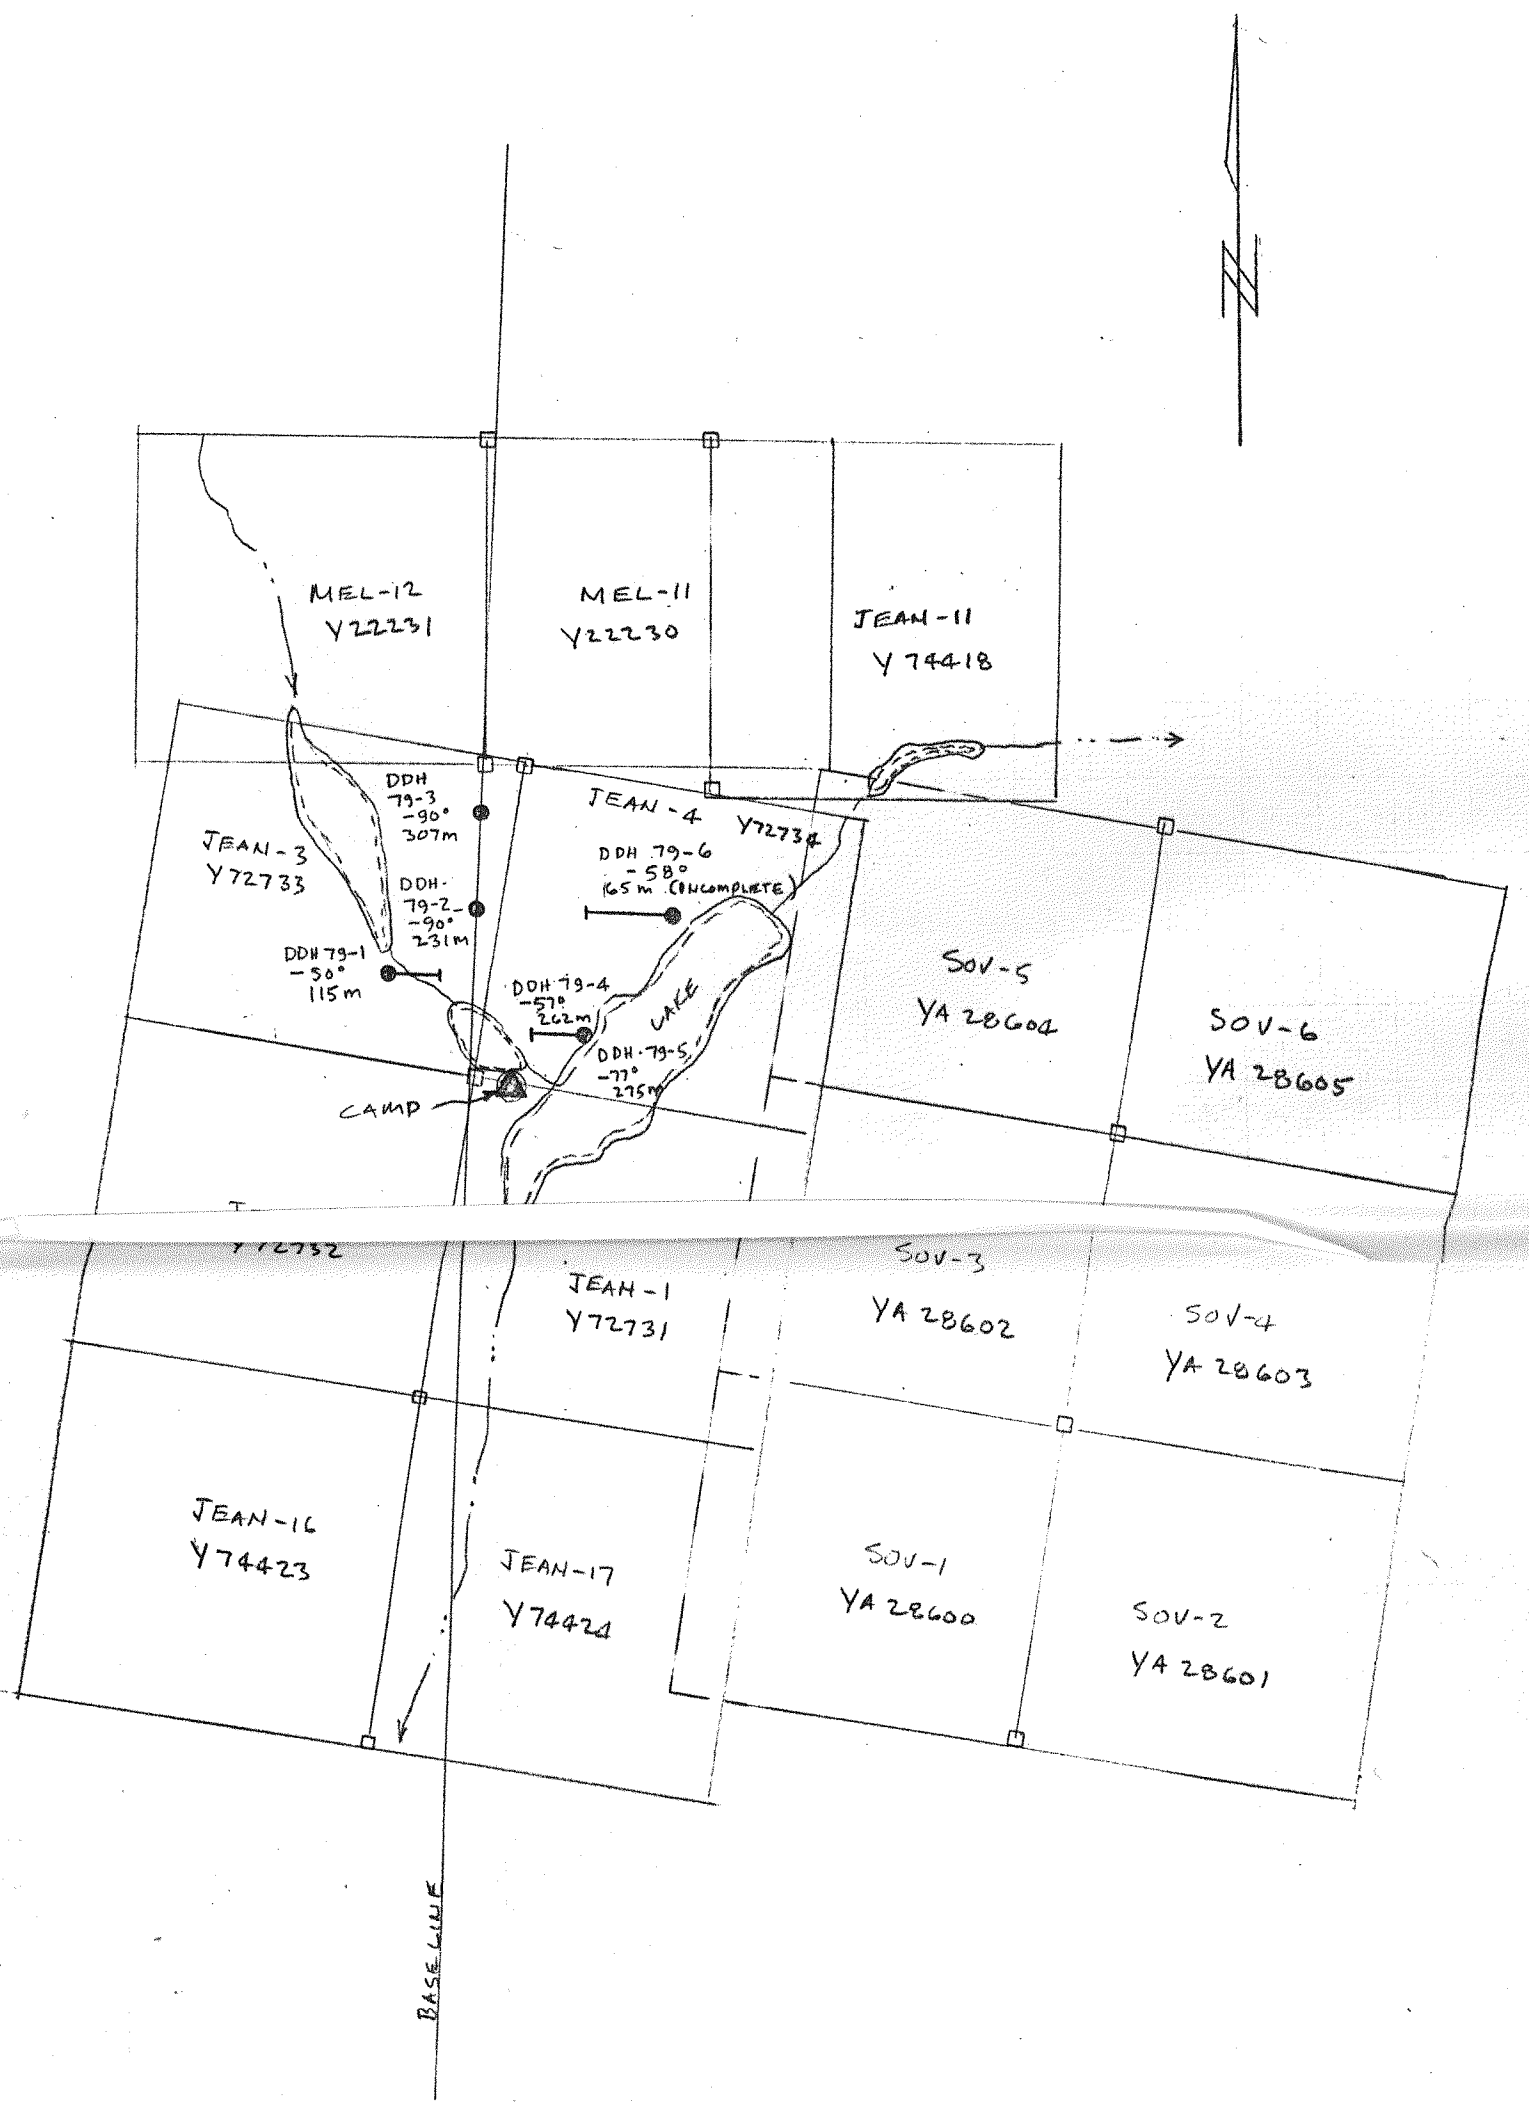 N
MEL-12
Y22231
MEL-11
Y22230
JEAN-11
Y 74418
DDH
79-3
-90°
307m
JEAN-4
Y72734
JEAN-3
Y72733
DDH 79-6
-58°
165m (INCOMPLETE)
DDH
79-2
-90°
231m
DDH 79-1
-50°
115m
DDH 79-4
-57°
262m
LAKE
DDH-79-5
-77°
275m
CAMP
SOV-5
YA 28604
SOV-6
YA 28605
Y72732
JEAN-1
Y72731
SOV-3
YA 28602
SOV-4
YA 28603
JEAN-16
Y74423
JEAN-17
Y74424
SOV-1
YA 28600
SOV-2
YA 28601
BASE LINE